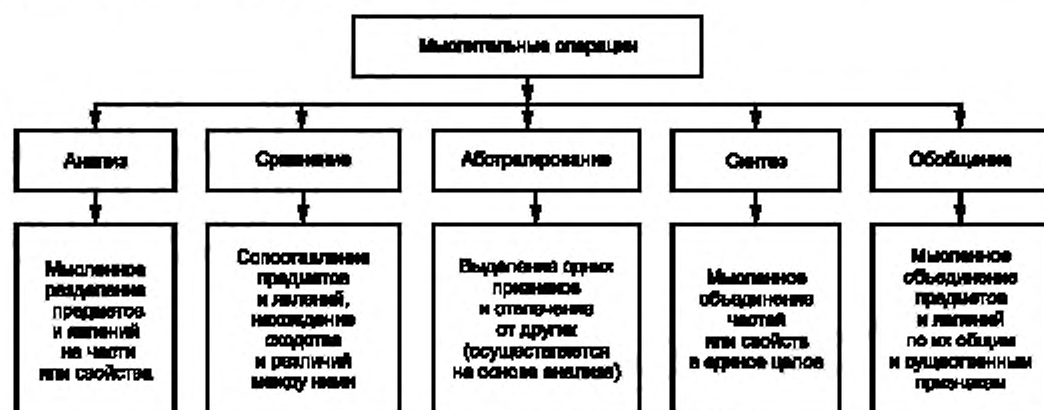 Мыслительные операции
Анализ
Сравнение
Абстрагирование
Синтез
Обобщение
Мысленное
разделение
предметов
и явлений
на части
или свойства
Сопоставление
предметов
и явлений,
нахождение
сходства
и различий
между ними
Выделение одних
признаков
и отвлечение
от других
(осуществляется
на основе анализа)
Мысленное
объединение
частей
или свойств
в единое целое
Мысленное
объединение
предметов
и явлений
по их общим
и существенным
признакам